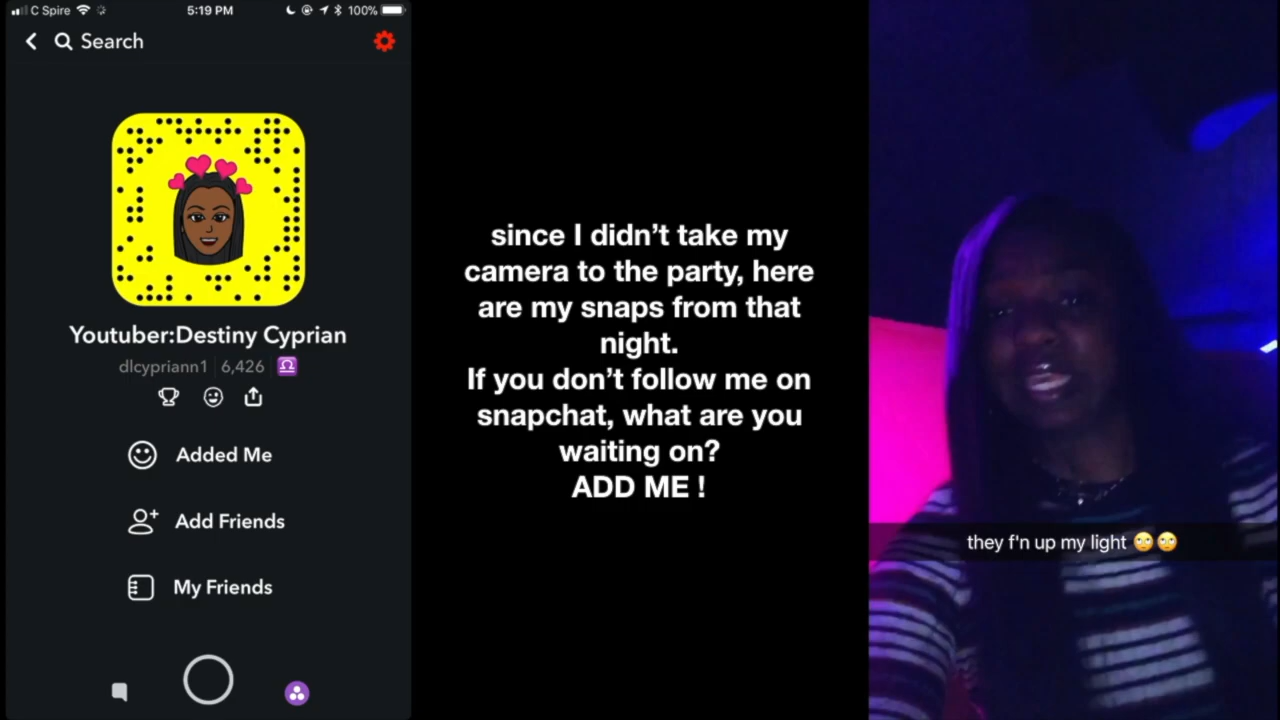 C Spire 5:19 PM 100%
Search
Youtuber:Destiny Cyprian
dlcypriann1 6,426 ♎
Added Me
Add Friends
My Friends
since I didn’t take my
camera to the party, here
are my snaps from that
night.
If you don’t follow me on
snapchat, what are you
waiting on?
ADD ME !
they f'n up my light 🙄🙄